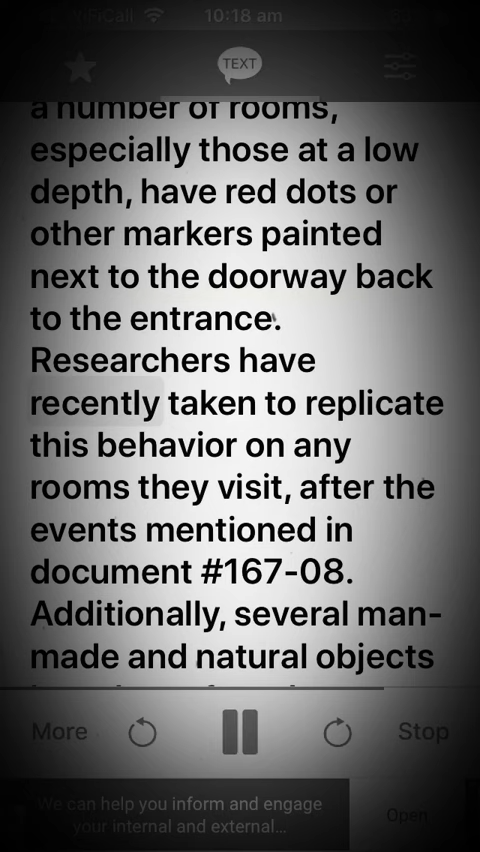 WiFiCall
10:18 am
TEXT
a number of rooms,
especially those at a low
depth, have red dots or
other markers painted
next to the doorway back
to the entrance.
Researchers have
recently taken to replicate
this behavior on any
rooms they visit, after the
events mentioned in
document #167-08.
Additionally, several man-
made and natural objects
More
Stop
We can help you inform and engage
your internal and external...
Open